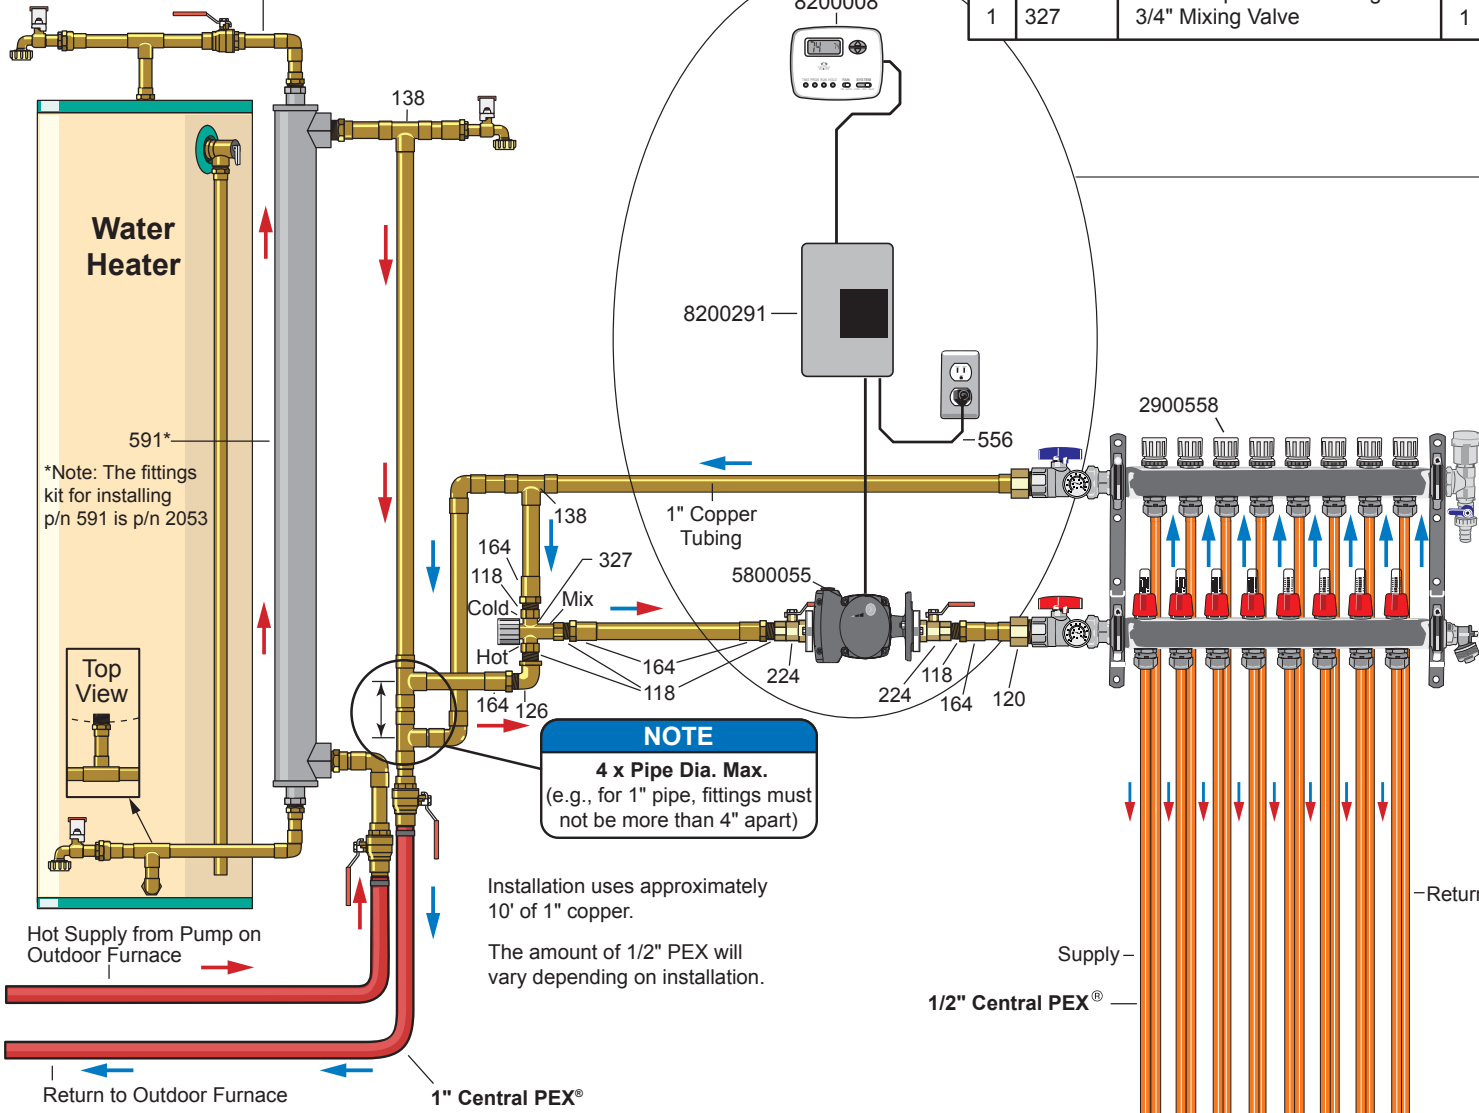 8200008
1 327 3/4" Mixing Valve 1
74
138
Water
Heater
8200291
556
2900558
591*
*Note: The fittings
kit for installing
p/n 591 is p/n 2053
138
1" Copper
Tubing
164
118
327
Cold
Mix
5800055
Hot
164
118
164
126
224
224
118
164
120
Top
View
NOTE
4 x Pipe Dia. Max.
(e.g., for 1" pipe, fittings must
not be more than 4" apart)
Installation uses approximately
10' of 1" copper.
The amount of 1/2" PEX will
vary depending on installation.
Hot Supply from Pump on
Outdoor Furnace
Return
Supply
1/2" Central PEX®
Return to Outdoor Furnace
1" Central PEX®